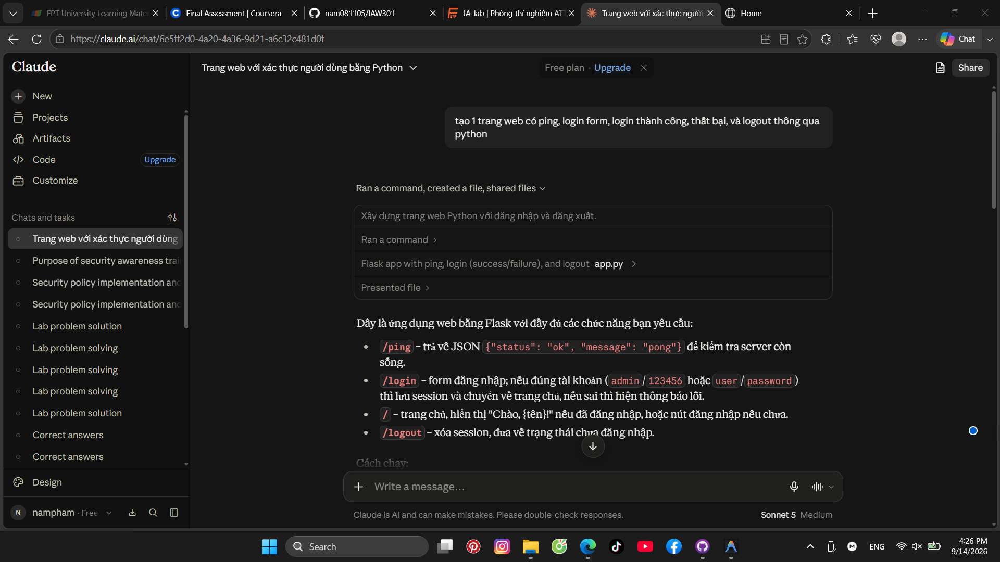 FPT University Learning Mater
Final Assessment | Coursera
nam081105/IAW301
IA-lab | Phòng thí nghiệm ATT
Trang web với xác thực người
Home
https://claude.ai/chat/6e5ff2d0-4a20-4a36-9d21-a6c32c481d0f
Chat
Claude
New
Projects
Artifacts
Code
Upgrade
Customize
Chats and tasks
Trang web với xác thực người dùng
Purpose of security awareness trai
Security policy implementation and
Security policy implementation and
Lab problem solution
Lab problem solving
Lab problem solving
Lab problem solving
Lab problem solution
Correct answers
Correct answers
Design
N
nampham · Free
Trang web với xác thực người dùng bằng Python
Free plan · Upgrade
Share
tạo 1 trang web có ping, login form, login thành công, thất bại, và logout thông qua
python
Ran a command, created a file, shared files
Xây dựng trang web Python với đăng nhập và đăng xuất.
Ran a command
Flask app with ping, login (success/failure), and logout app.py
Presented file
Đây là ứng dụng web bằng Flask với đầy đủ các chức năng bạn yêu cầu:
/ping – trả về JSON {"status": "ok", "message": "pong"} để kiểm tra server còn
sống.
/login – form đăng nhập; nếu đúng tài khoản (admin/123456 hoặc user/password)
thì lưu session và chuyển về trang chủ, nếu sai thì hiện thông báo lỗi.
/ – trang chủ, hiển thị "Chào, {tên}!" nếu đã đăng nhập, hoặc nút đăng nhập nếu chưa.
/logout – xóa session, đưa về trạng thái chưa đăng nhập.
Cách chạy:
Write a message...
Claude is AI and can make mistakes. Please double-check responses.
Sonnet 5 Medium
Search
ENG
4:26 PM
9/14/2026